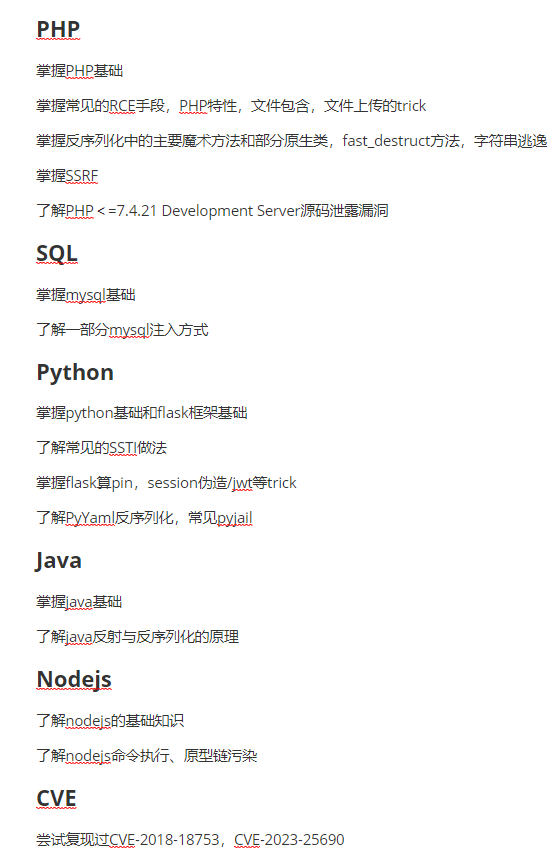 PHP
掌握PHP基础
掌握常见的RCE手段，PHP特性，文件包含，文件上传的trick
掌握反序列化中的主要魔术方法和部分原生类，fast_destruct方法，字符串逃逸
掌握SSRF
了解PHP＜=7.4.21 Development Server源码泄露漏洞
SQL
掌握mysql基础
了解一部分mysql注入方式
Python
掌握python基础和flask框架基础
了解常见的SSTI做法
掌握flask算pin，session伪造/jwt等trick
了解PyYaml反序列化，常见pyjail
Java
掌握java基础
了解java反射与反序列化的原理
Nodejs
了解nodejs的基础知识
了解nodejs命令执行、原型链污染
CVE
尝试复现过CVE-2018-18753，CVE-2023-25690